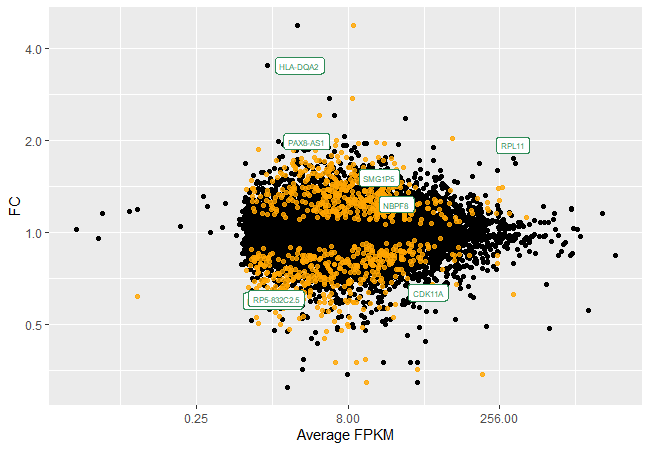 4.0
HLA-DQA2
2.0
PAX8-AS1
RPL11
SMG1P5
NBPF8
FC
1.0
CDK11A
RP5-832C2.5
0.5
0.25
8.00
256.00
Average FPKM